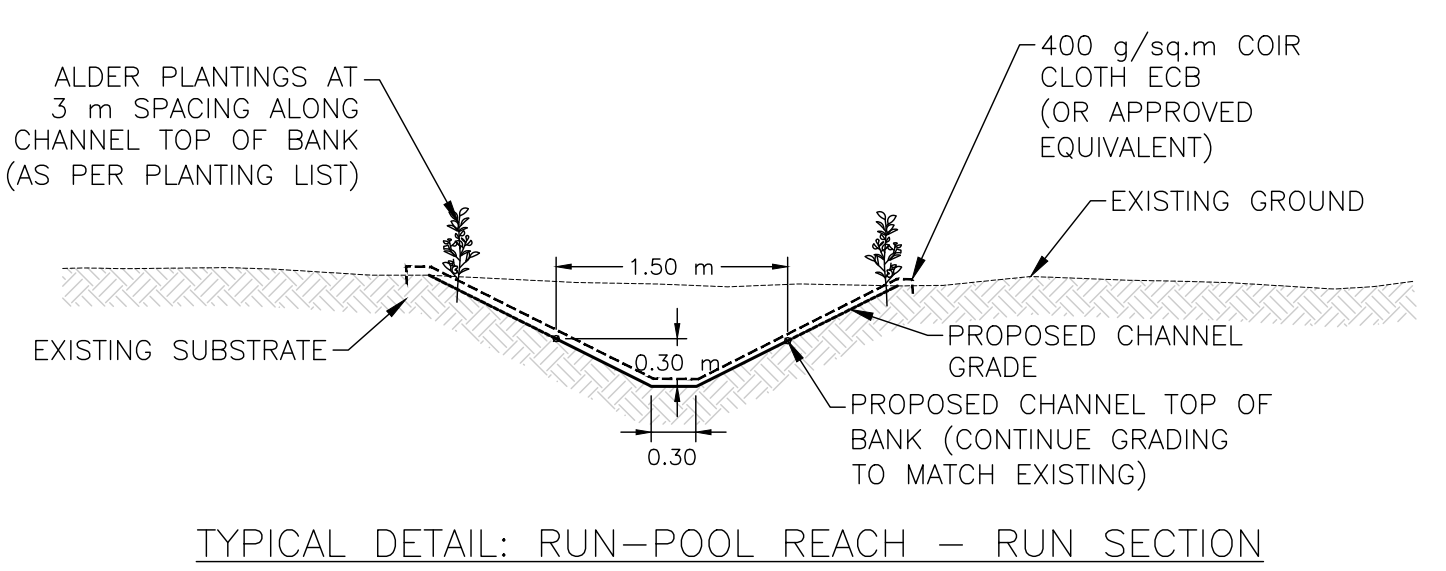 ALDER PLANTINGS AT
3 m SPACING ALONG
CHANNEL TOP OF BANK
(AS PER PLANTING LIST)
400 g/sq.m COIR
CLOTH ECB
(OR APPROVED
EQUIVALENT)
EXISTING GROUND
1.50 m
EXISTING SUBSTRATE
0.30 m
PROPOSED CHANNEL
GRADE
PROPOSED CHANNEL TOP OF
BANK (CONTINUE GRADING
TO MATCH EXISTING)
0.30
TYPICAL DETAIL: RUN-POOL REACH - RUN SECTION